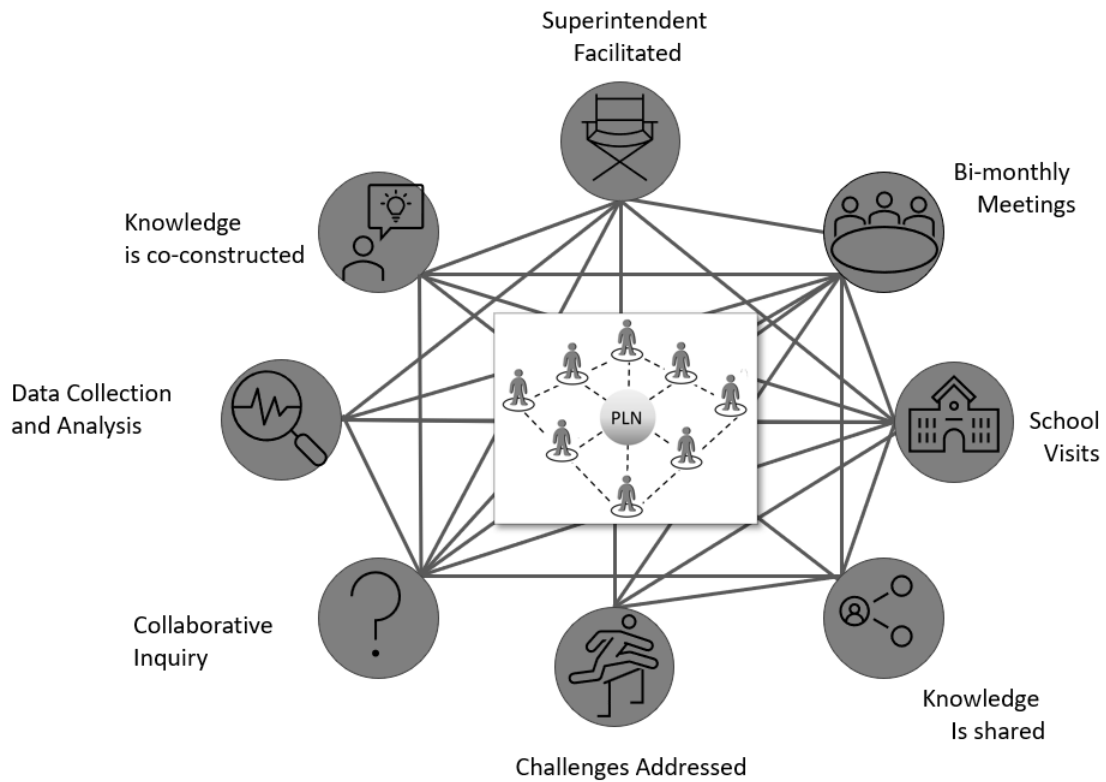 Superintendent
Facilitated
Bi-monthly
Meetings
Knowledge
is co-constructed
PLN
Data Collection
and Analysis
School
Visits
Collaborative
Inquiry
Knowledge
Is shared
Challenges Addressed